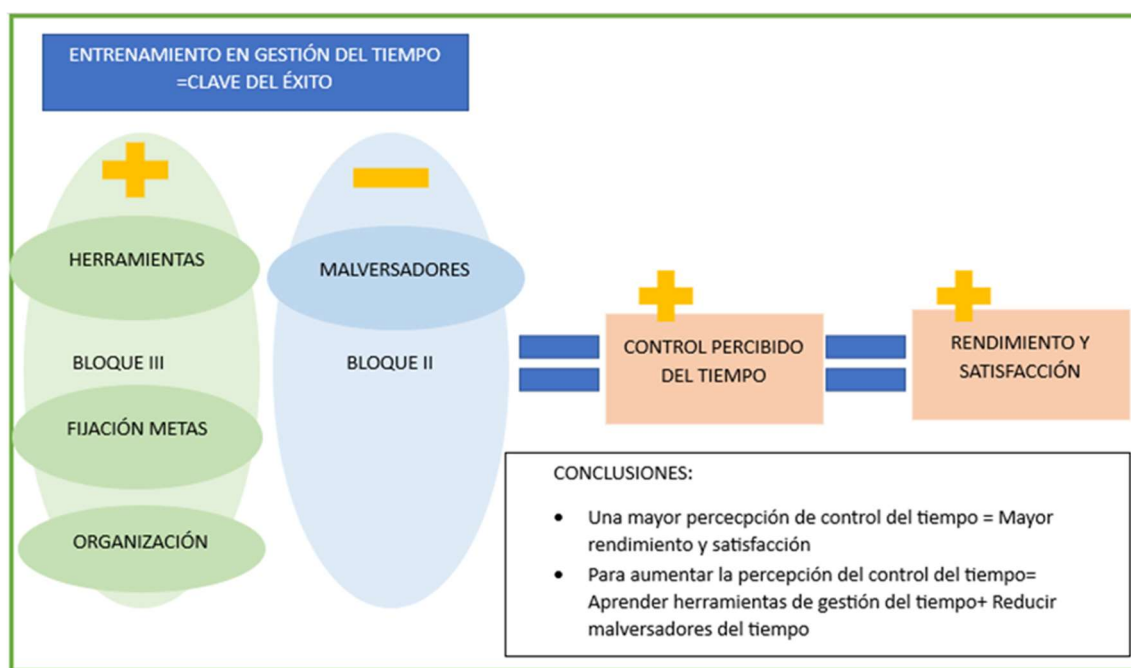 ENTRENAMIENTO EN GESTIÓN DEL TIEMPO
=CLAVE DEL ÉXITO
HERRAMIENTAS
BLOQUE III
FIJACIÓN METAS
ORGANIZACIÓN
MALVERSADORES
BLOQUE II
CONTROL PERCIBIDO
DEL TIEMPO
RENDIMIENTO Y
SATISFACCIÓN
CONCLUSIONES:
• Una mayor percecpción de control del tiempo = Mayor
rendimiento y satisfacción
• Para aumentar la percepción del control del tiempo=
Aprender herramientas de gestión del tiempo+ Reducir
malversadores del tiempo